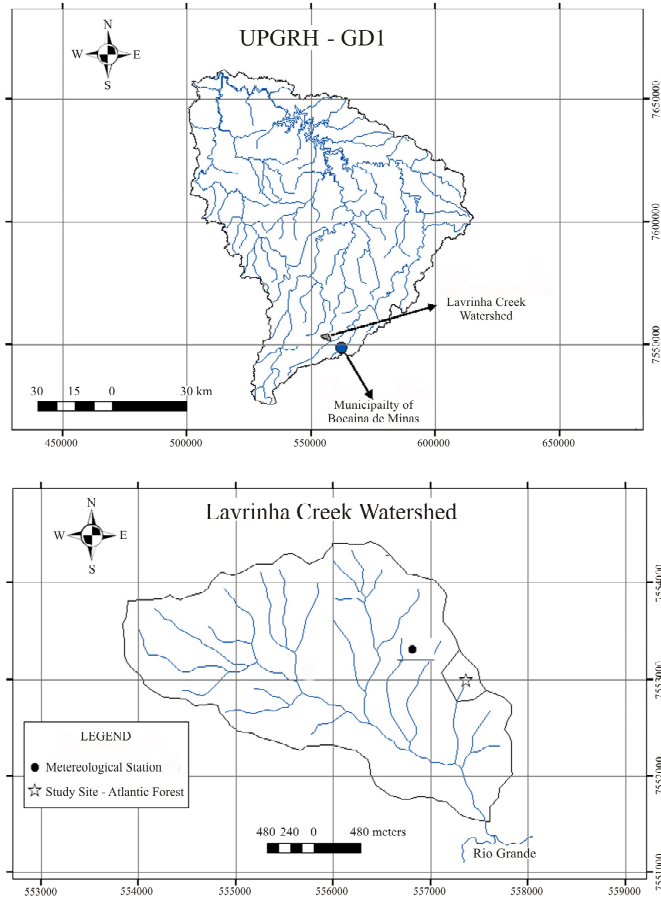 UPGRH - GD1
N
W E
S
7650000
7600000
Lavrinha Creek
Watershed
7550000
30 15 0 30 km
Municipailty of
Bocaina de Minas
450000 500000 550000 600000 650000
Lavrinha Creek Watershed
N
W E
S
LEGEND
Metereological Station
Study Site - Atlantic Forest
480 240 0 480 meters
Rio Grande
553000 554000 555000 556000 557000 558000 559000